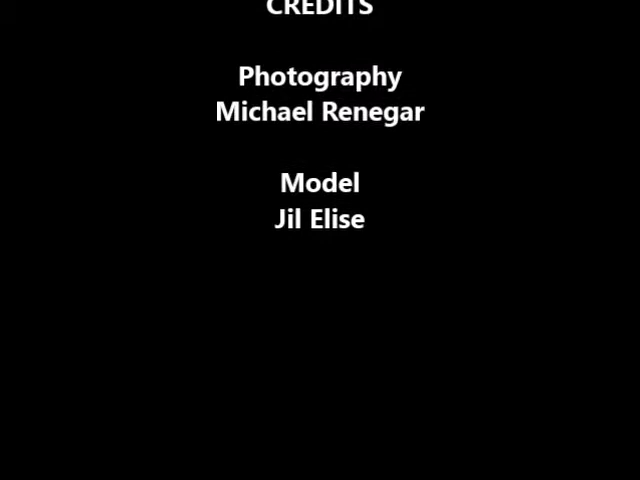 CREDITS
Photography
Michael Renegar
Model
Jil Elise